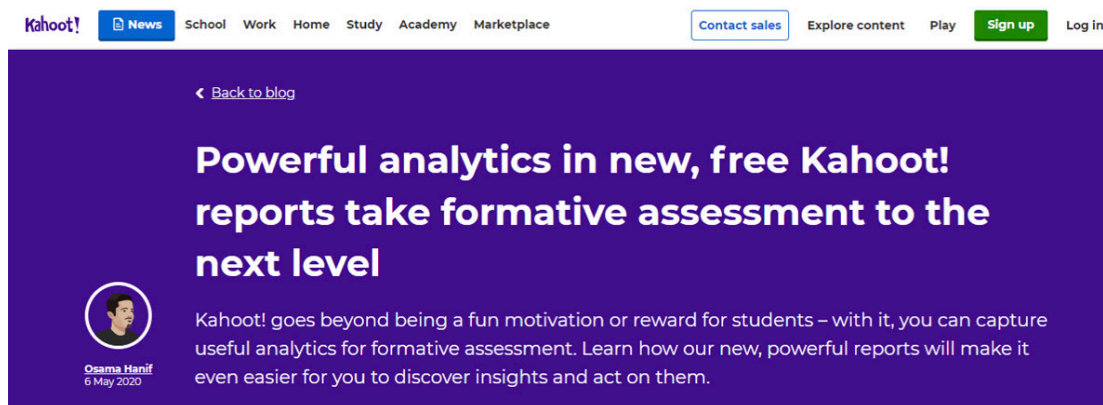 Kahoot! News School Work Home Study Academy Marketplace Contact sales Explore content Play Sign up Log in
Back to blog
Powerful analytics in new, free Kahoot!
reports take formative assessment to the
next level
Kahoot! goes beyond being a fun motivation or reward for students – with it, you can capture
useful analytics for formative assessment. Learn how our new, powerful reports will make it
even easier for you to discover insights and act on them.
Osama Hanif
6 May 2020